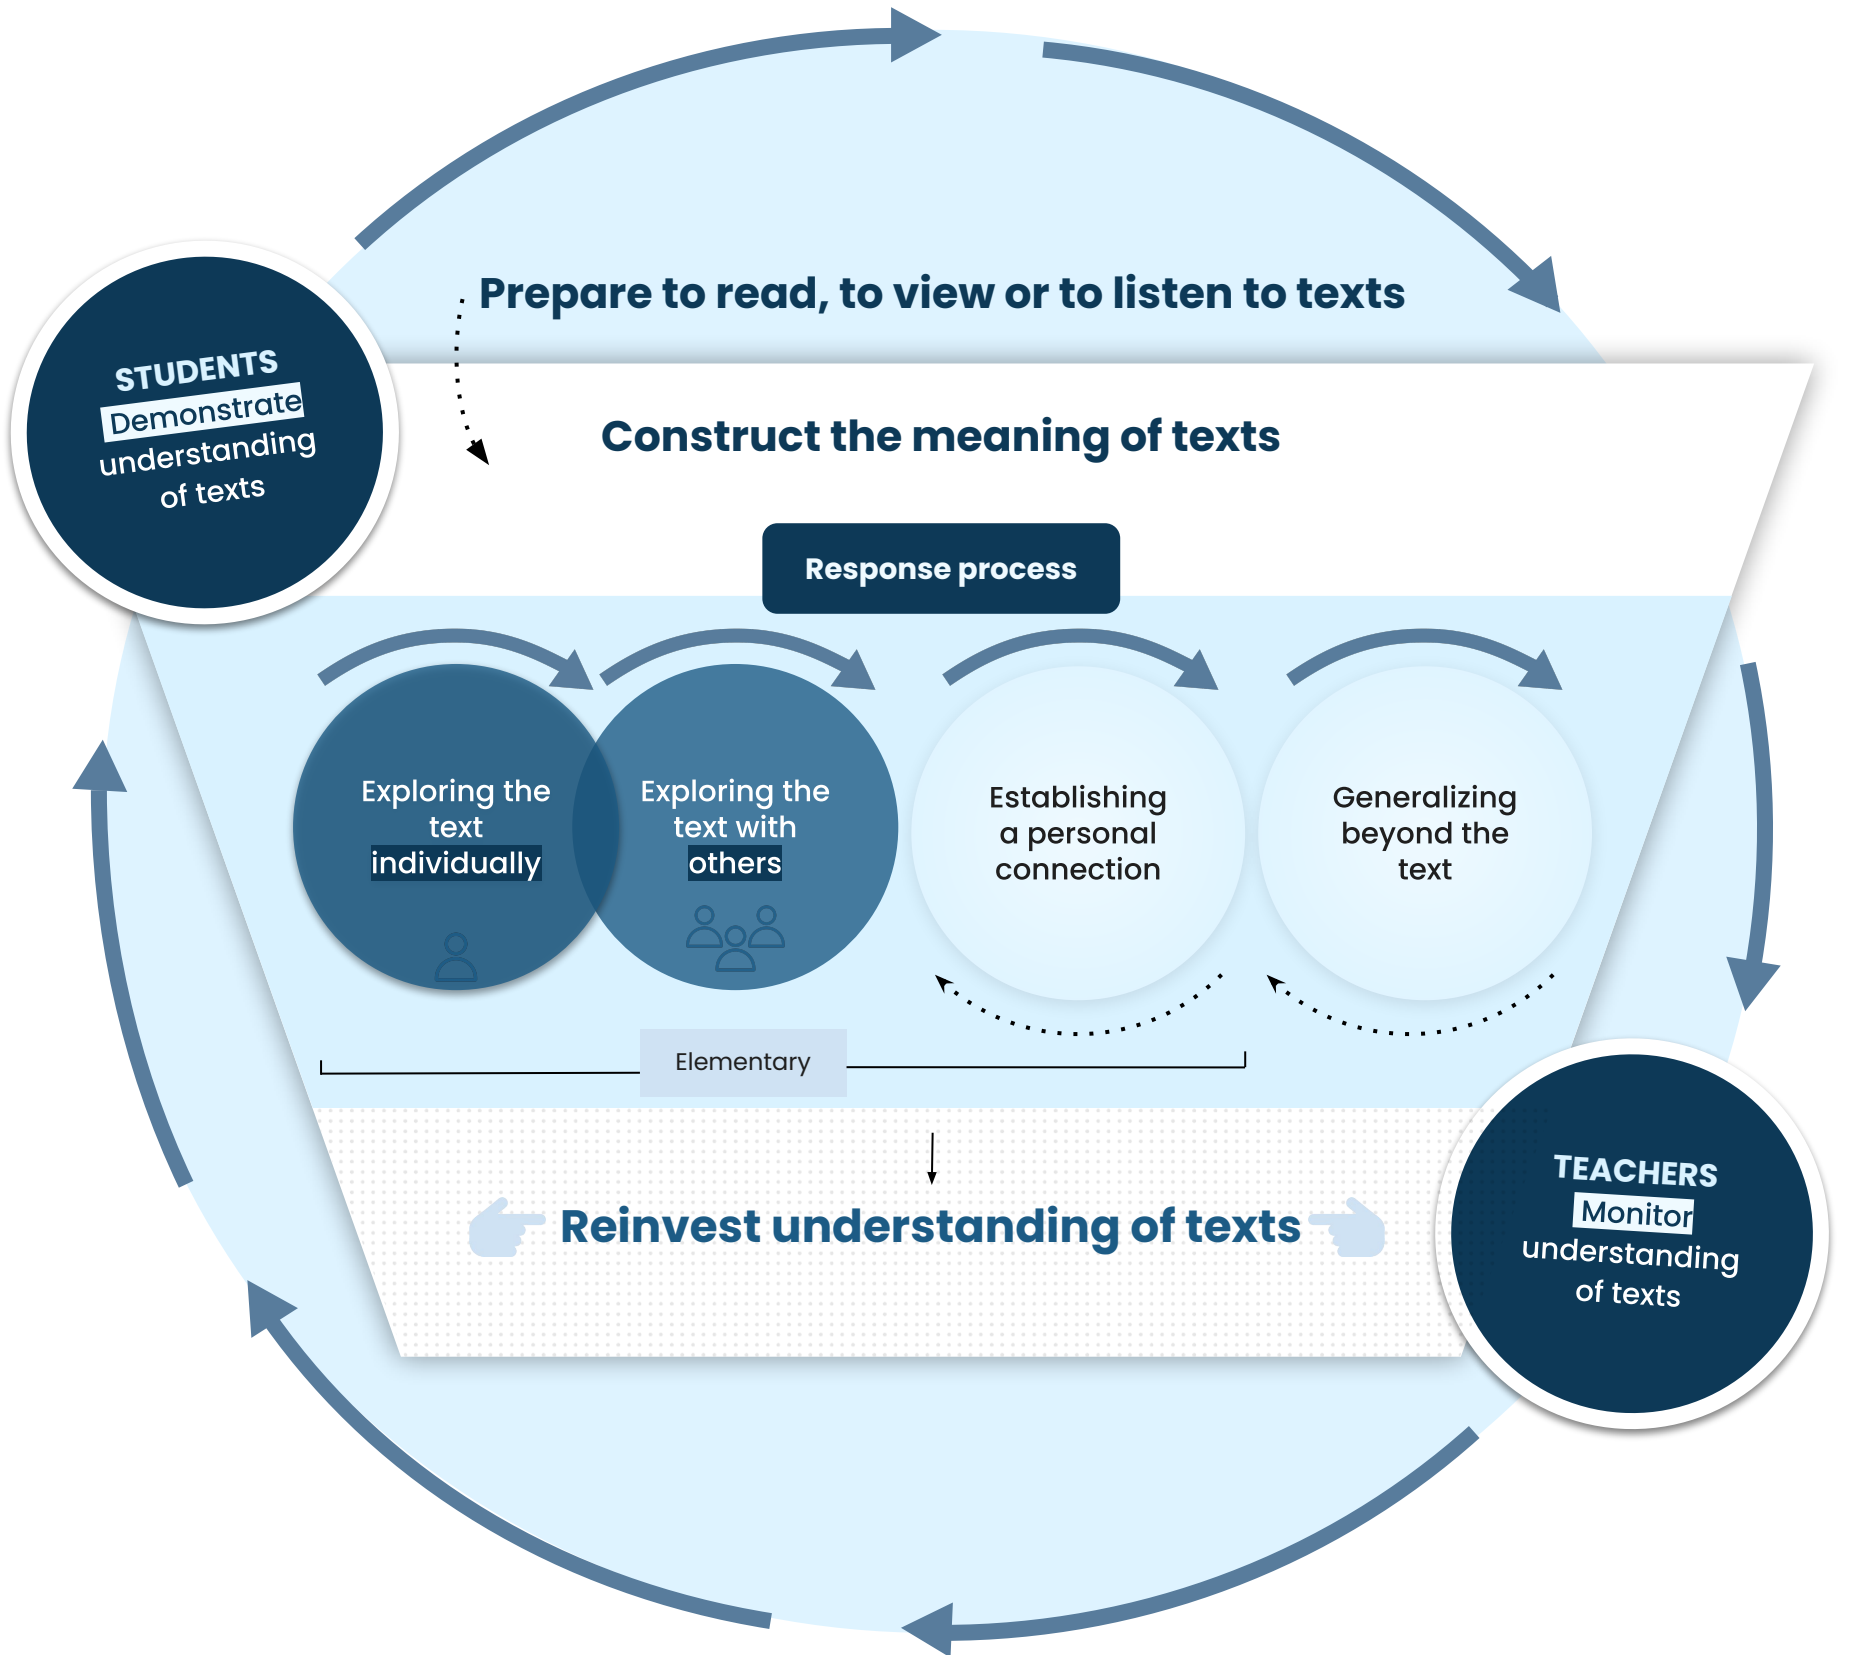 Prepare to read, to view or to listen to texts
STUDENTS
Demonstrate
understanding
of texts
Construct the meaning of texts
Response process
Exploring the
text
individually
Exploring the
text with
others
Establishing
a personal
connection
Generalizing
beyond the
text
Elementary
Reinvest understanding of texts
TEACHERS
Monitor
understanding
of texts